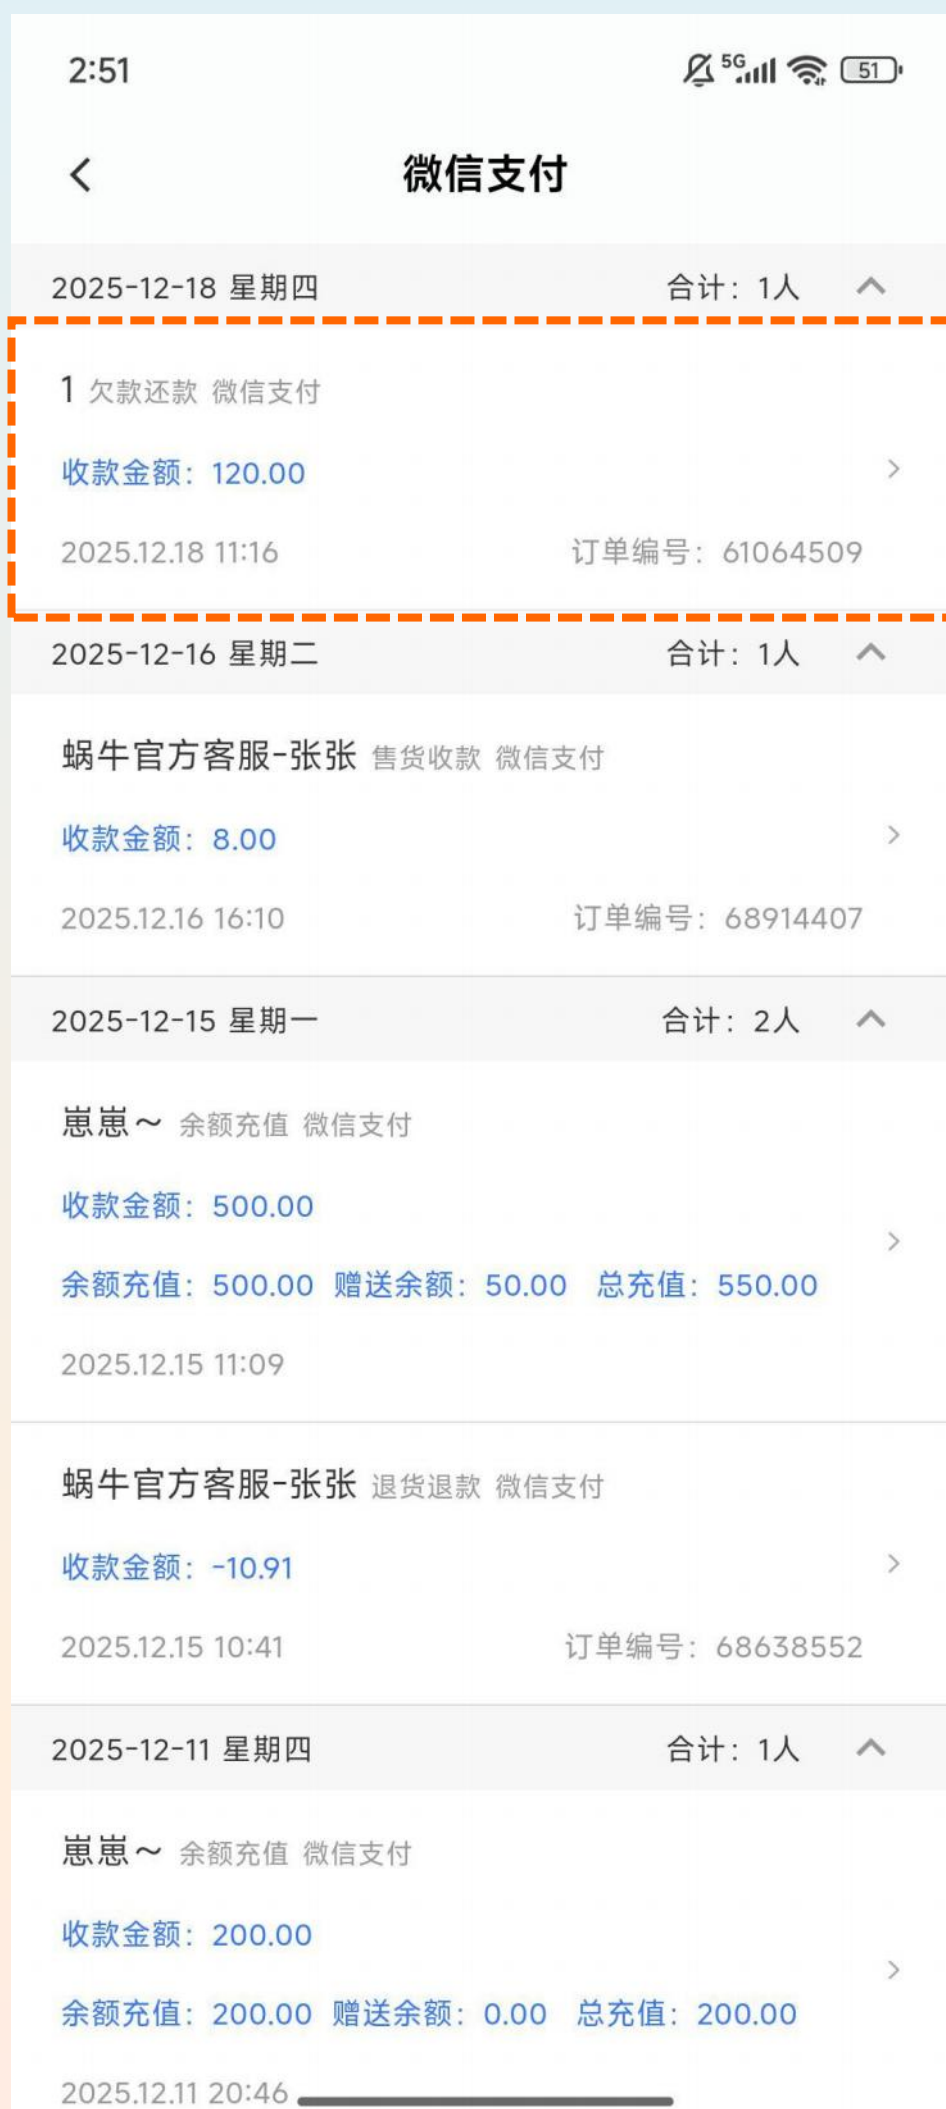 2:51
5G 51
微信支付
2025-12-18 星期四 合计：1人
1 欠款还款 微信支付
收款金额：120.00
2025.12.18 11:16 订单编号：61064509
2025-12-16 星期二 合计：1人
蜗牛官方客服-张张 售货收款 微信支付
收款金额：8.00
2025.12.16 16:10 订单编号：68914407
2025-12-15 星期一 合计：2人
崽崽～ 余额充值 微信支付
收款金额：500.00
余额充值：500.00 赠送余额：50.00 总充值：550.00
2025.12.15 11:09
蜗牛官方客服-张张 退货退款 微信支付
收款金额：-10.91
2025.12.15 10:41 订单编号：68638552
2025-12-11 星期四 合计：1人
崽崽～ 余额充值 微信支付
收款金额：200.00
余额充值：200.00 赠送余额：0.00 总充值：200.00
2025.12.11 20:46